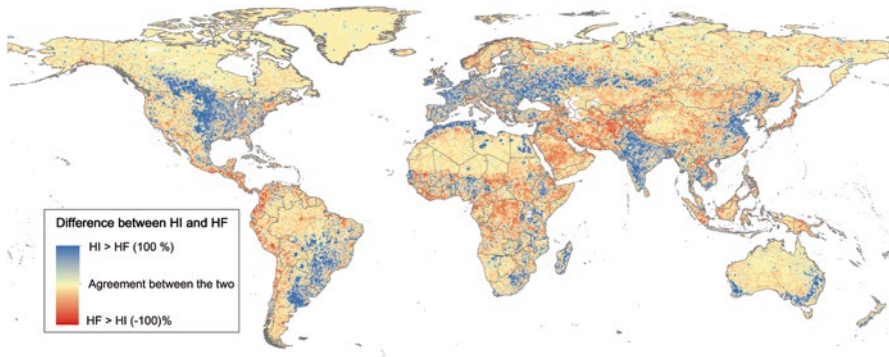 Difference between HI and HF
HI > HF (100 %)
Agreement between the two
HF > HI (-100)%